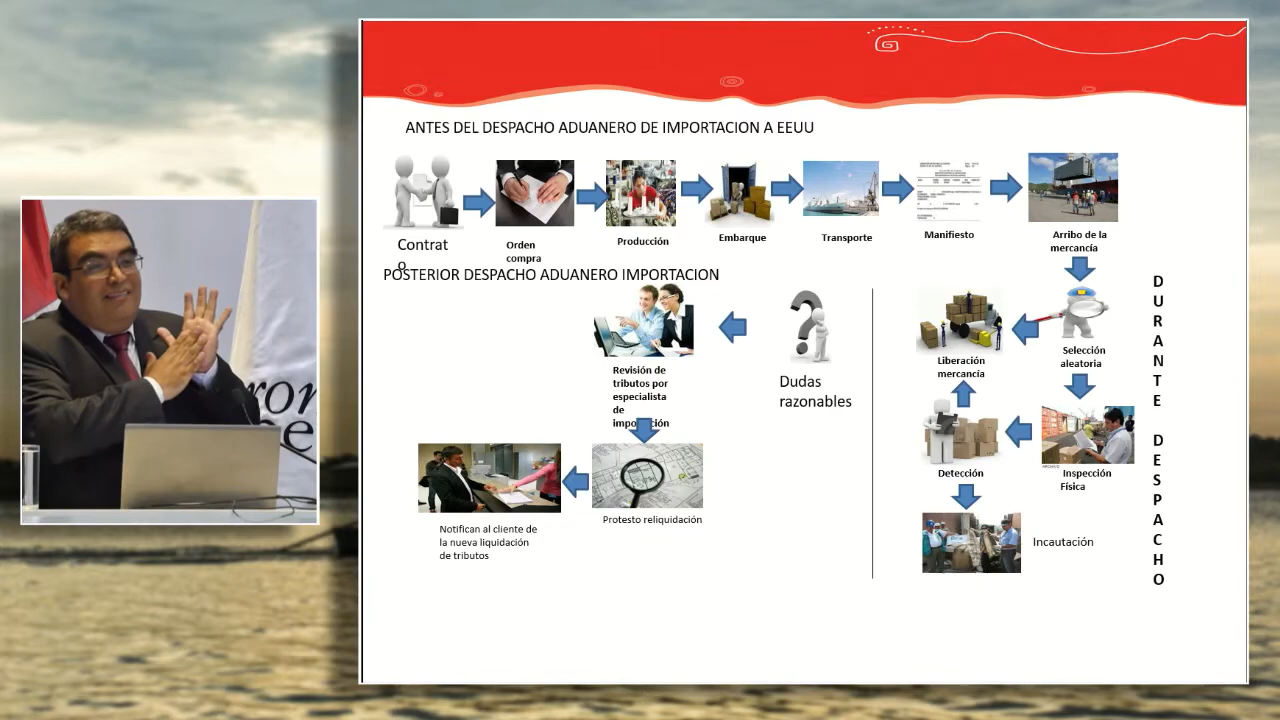 ANTES DEL DESPACHO ADUANERO DE IMPORTACION A EEUU
Contrat
o
Orden
compra
Producción
Embarque
Transporte
Manifiesto
Arribo de la
mercancía
POSTERIOR DESPACHO ADUANERO IMPORTACION
Revisión de
tributos por
especialista
de
importación
Dudas
razonables
Liberación
mercancía
Selección
aleatoria
Detección
Inspección
Física
ARCHIVO
Incautación
Protesto reliquidación
Notifican al cliente de
la nueva liquidación
de tributos
D
U
R
A
N
T
E
D
E
S
P
A
C
H
O